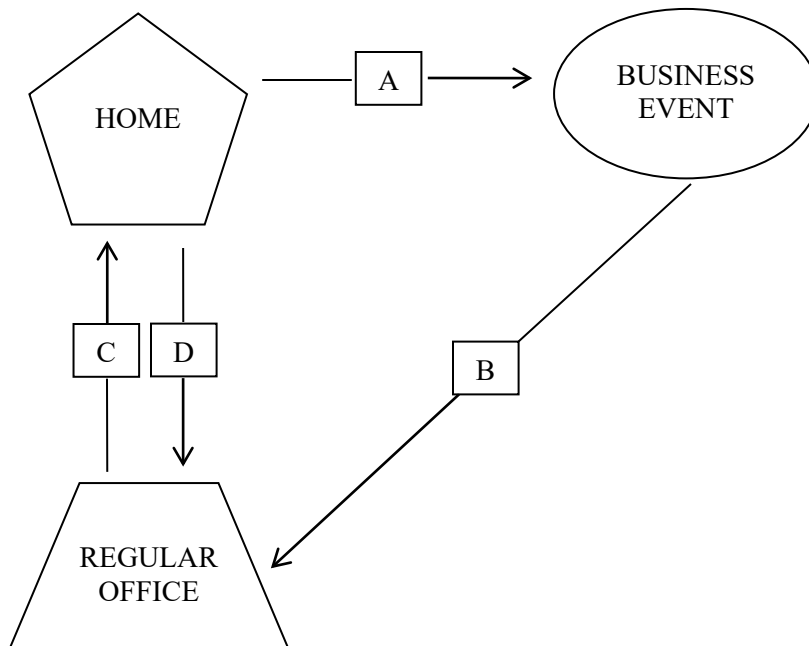 HOME
A
BUSINESS
EVENT
C
D
B
REGULAR
OFFICE